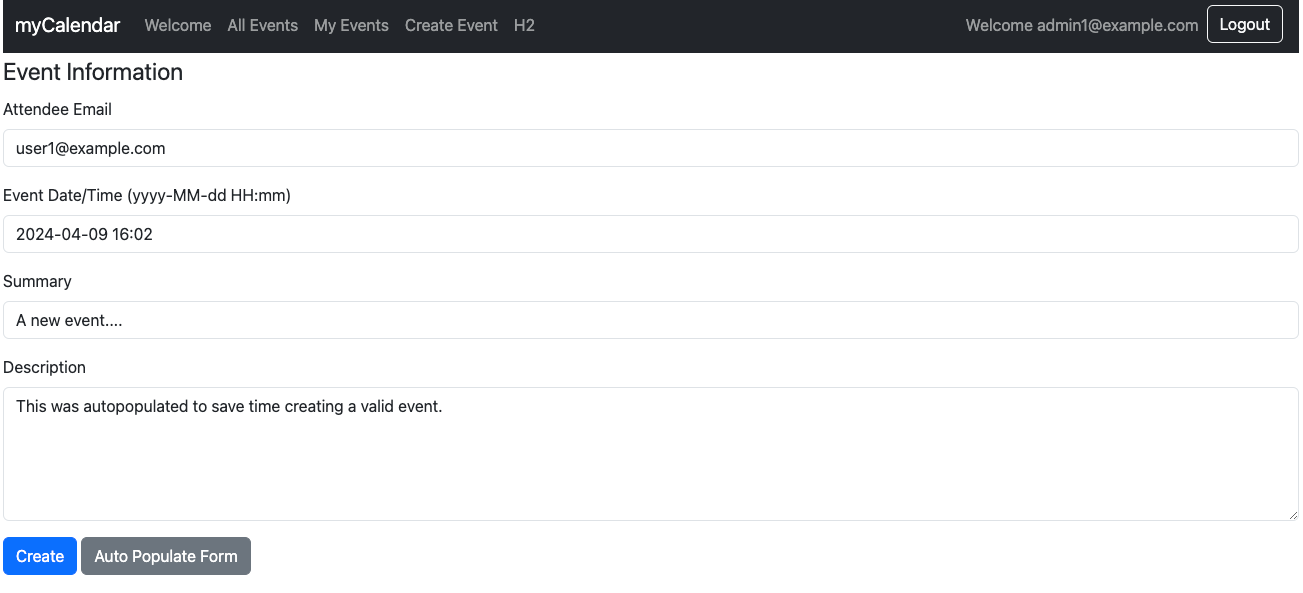 myCalendar Welcome All Events My Events Create Event H2 Welcome admin1@example.com Logout
Event Information
Attendee Email
user1@example.com
Event Date/Time (yyyy-MM-dd HH:mm)
2024-04-09 16:02
Summary
A new event....
Description
This was autopopulated to save time creating a valid event.
Create Auto Populate Form